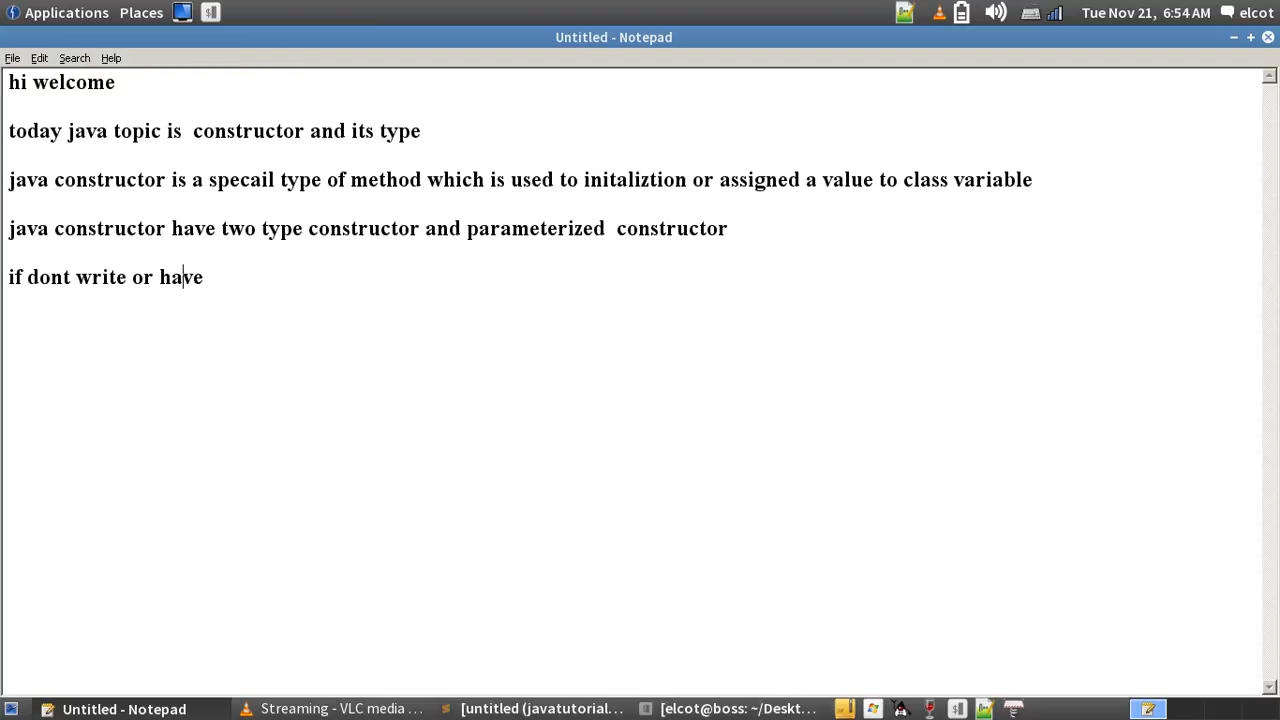 Applications Places Tue Nov 21, 6:54 AM elcot
Untitled - Notepad
File Edit Search Help
hi welcome
today java topic is  constructor and its type
java constructor is a specail type of method which is used to initaliztion or assigned a value to class variable
java constructor have two type constructor and parameterized  constructor
if dont write or have
Untitled - Notepad Streaming - VLC media ... [untitled (javatutorial... [elcot@boss: ~/Deskt...